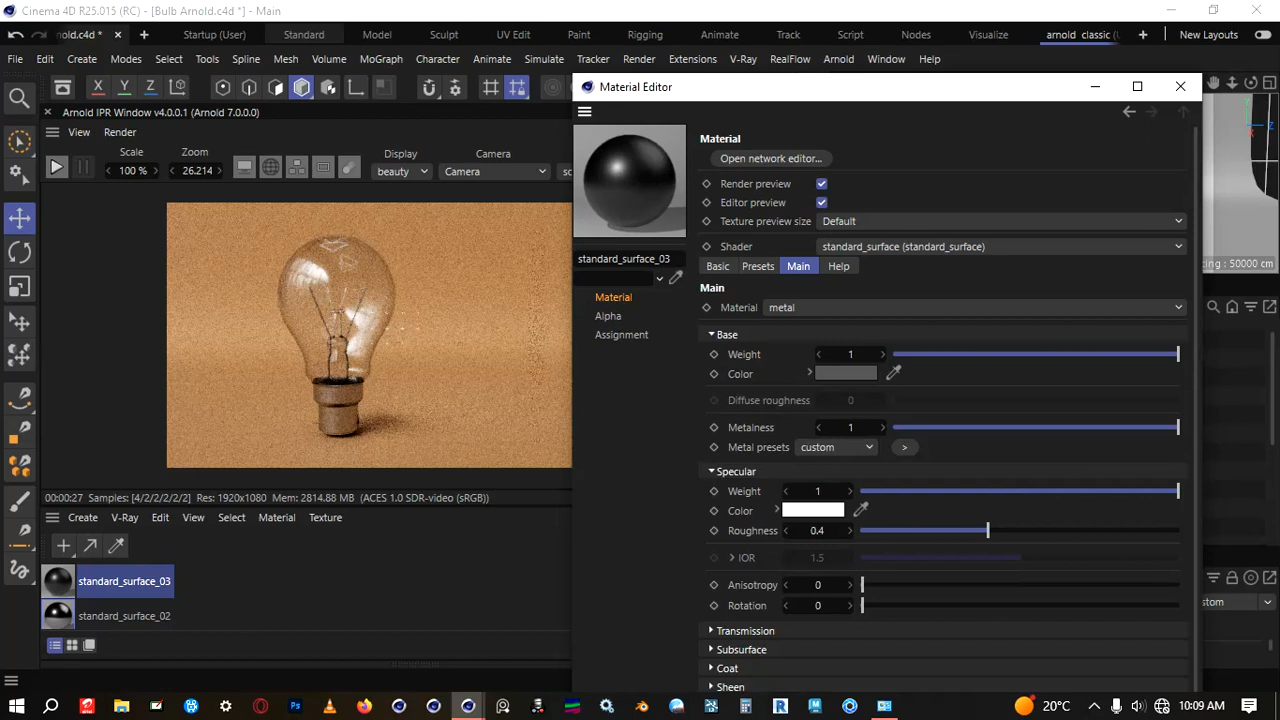 Cinema 4D R25.015 (RC) - [Bulb Arnold.c4d *] - Main
nold.c4d *
Startup (User)
Standard
Model
Sculpt
UV Edit
Paint
Rigging
Animate
Track
Script
Nodes
Visualize
arnold_classic (
New Layouts
File Edit Create Modes Select Tools Spline Mesh Volume MoGraph Character Animate Simulate Tracker Render Extensions V-Ray RealFlow Arnold Window Help
X Y Z
Material Editor
Arnold IPR Window v4.0.0.1 (Arnold 7.0.0.0)
View Render
Scale
100 %
Zoom
26.214
Display
beauty
Camera
Camera
sc
Material
Open network editor...
Render preview
Editor preview
Texture preview size
Default
Shader
standard_surface (standard_surface)
standard_surface_03
Basic Presets Main Help
Material
Alpha
Assignment
Main
Material
metal
Base
Weight
1
Color
Diffuse roughness
0
Metalness
1
Metal presets
custom
>
Specular
Weight
1
Color
Roughness
0.4
IOR
1.5
Anisotropy
0
Rotation
0
Transmission
Subsurface
Coat
Sheen
Y
Z
X
cing : 50000 cm
stom
00:00:27 Samples: [4/2/2/2/2/2] Res: 1920x1080 Mem: 2814.88 MB (ACES 1.0 SDR-video (sRGB))
Create V-Ray Edit View Select Material Texture
standard_surface_03
standard_surface_02
20°C
10:09 AM